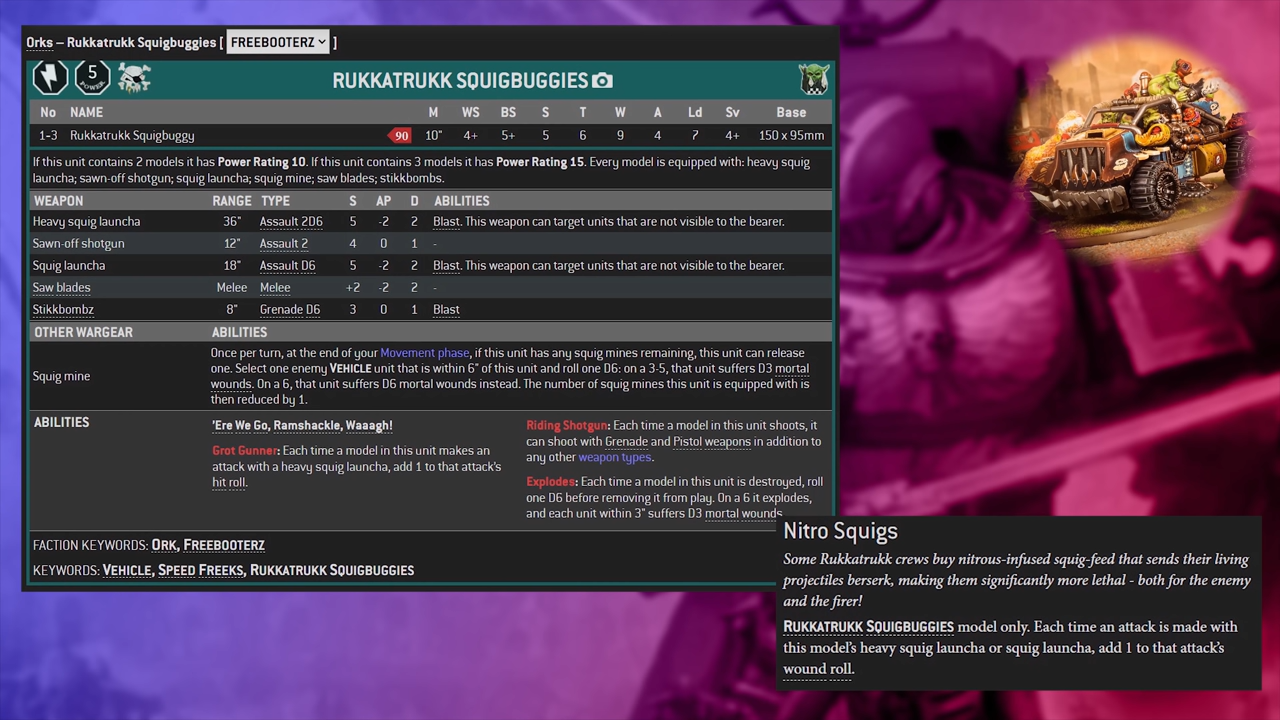 Orks – Rukkatrukk Squigbuggies [ FREEBOOTERZ ]
5
POWER
RUKKATRUKK SQUIGBUGGIES
No NAME M WS BS S T W A Ld Sv Base
1-3 Rukkatrukk Squigbuggy 90 10" 4+ 5+ 5 6 9 4 7 4+ 150 x 95mm
If this unit contains 2 models it has Power Rating 10. If this unit contains 3 models it has Power Rating 15. Every model is equipped with: heavy squig
launcha; sawn-off shotgun; squig launcha; squig mine; saw blades; stikkbombs.
WEAPON RANGE TYPE S AP D ABILITIES
Heavy squig launcha 36" Assault 2D6 5 -2 2 Blast. This weapon can target units that are not visible to the bearer.
Sawn-off shotgun 12" Assault 2 4 0 1 -
Squig launcha 18" Assault D6 5 -2 2 Blast. This weapon can target units that are not visible to the bearer.
Saw blades Melee Melee +2 -2 2 -
Stikkbombz 8" Grenade D6 3 0 1 Blast
OTHER WARGEAR ABILITIES
Squig mine
Once per turn, at the end of your Movement phase, if this unit has any squig mines remaining, this unit can release
one. Select one enemy VEHICLE unit that is within 6" of this unit and roll one D6: on a 3-5, that unit suffers D3 mortal
wounds. On a 6, that unit suffers D6 mortal wounds instead. The number of squig mines this unit is equipped with is
then reduced by 1.
ABILITIES
'Ere We Go, Ramshackle, Waaagh!
Grot Gunner: Each time a model in this unit makes an
attack with a heavy squig launcha, add 1 to that attack's
hit roll.
Riding Shotgun: Each time a model in this unit shoots, it
can shoot with Grenade and Pistol weapons in addition to
any other weapon types.
Explodes: Each time a model in this unit is destroyed, roll
one D6 before removing it from play. On a 6 it explodes,
and each unit within 3" suffers D3 mortal wounds.
FACTION KEYWORDS: ORK, FREEBOOTERZ
KEYWORDS: VEHICLE, SPEED FREEKS, RUKKATRUKK SQUIGBUGGIES
Nitro Squigs
Some Rukkatrukk crews buy nitrous-infused squig-feed that sends their living
projectiles berserk, making them significantly more lethal - both for the enemy
and the firer!
RUKKATRUKK SQUIGBUGGIES model only. Each time an attack is made with
this model's heavy squig launcha or squig launcha, add 1 to that attack's
wound roll.